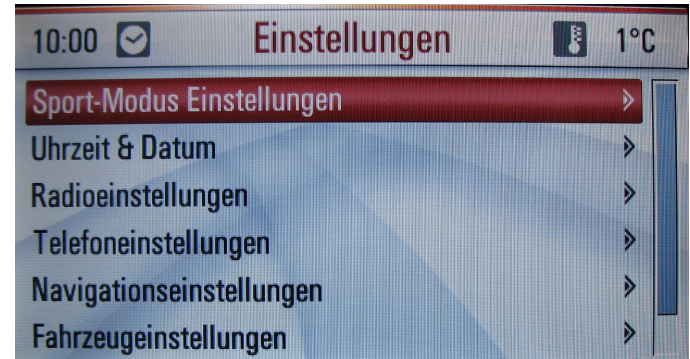 10:00 Einstellungen 1°C
Sport-Modus Einstellungen
Uhrzeit & Datum
Radioeinstellungen
Telefoneinstellungen
Navigationseinstellungen
Fahrzeugeinstellungen